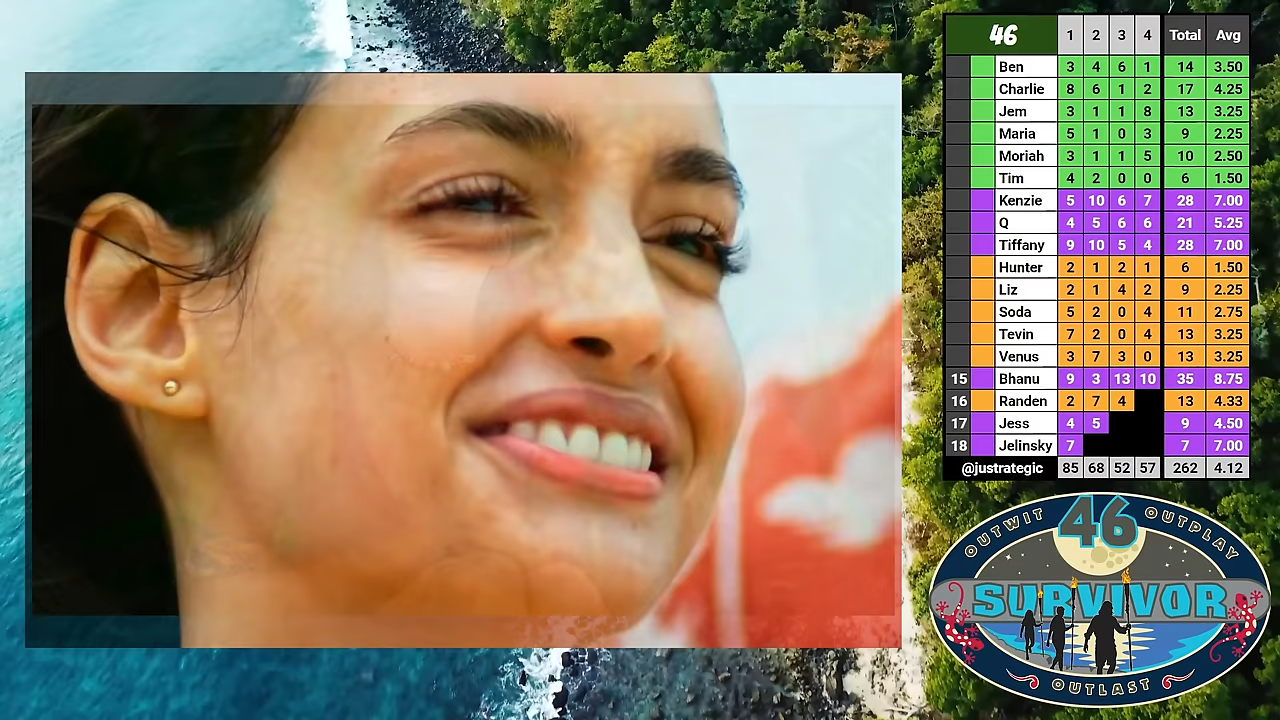 46 1 2 3 4 Total Avg
Ben 3 4 6 1 14 3.50
Charlie 8 6 1 2 17 4.25
Jem 3 1 1 8 13 3.25
Maria 5 1 0 3 9 2.25
Moriah 3 1 1 5 10 2.50
Tim 4 2 0 0 6 1.50
Kenzie 5 10 6 7 28 7.00
Q 4 5 6 6 21 5.25
Tiffany 9 10 5 4 28 7.00
Hunter 2 1 2 1 6 1.50
Liz 2 1 4 2 9 2.25
Soda 5 2 0 4 11 2.75
Tevin 7 2 0 4 13 3.25
Venus 3 7 3 0 13 3.25
15 Bhanu 9 3 13 10 35 8.75
16 Randen 2 7 4 13 4.33
17 Jess 4 5 9 4.50
18 Jelinsky 7 7 7.00
@justrategic 85 68 52 57 262 4.12
OUTWIT 46 OUTPLAY
SURVIVOR
OUTLAST